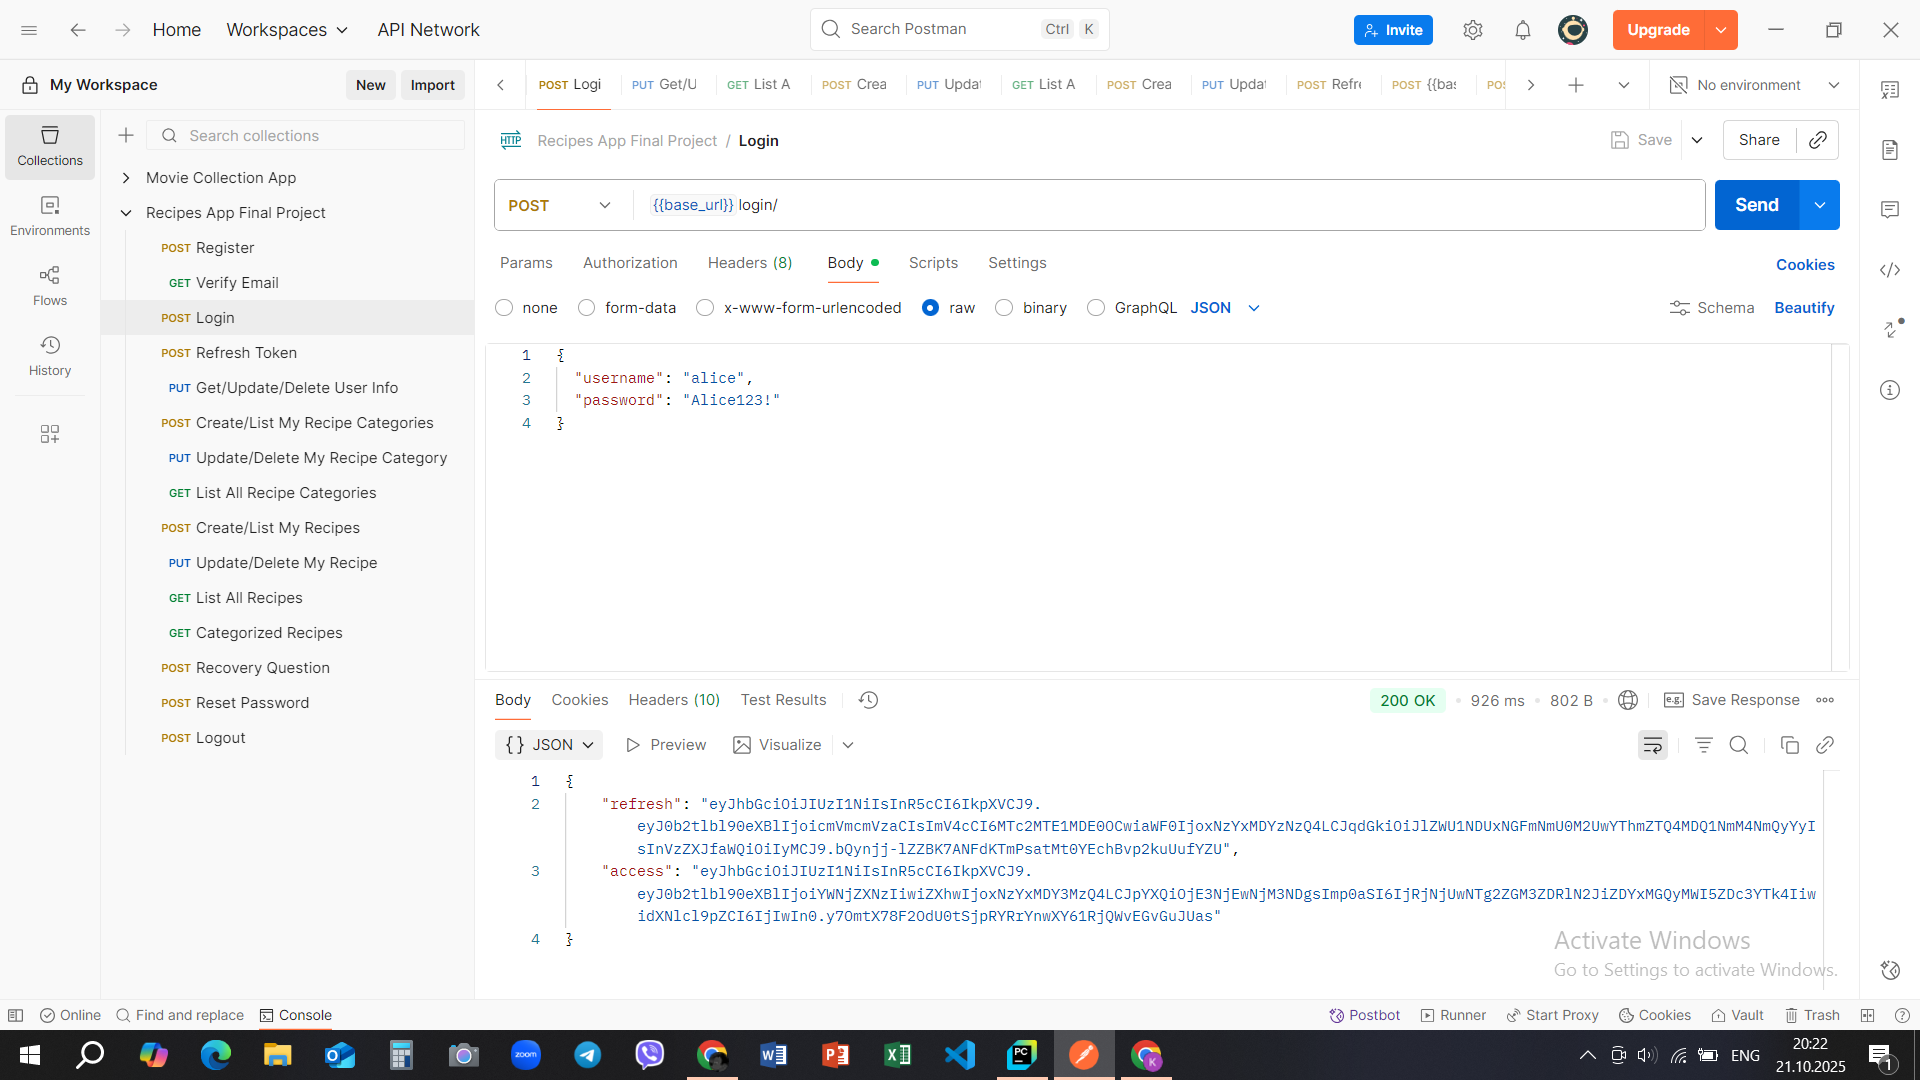 Home
Workspaces
API Network
Search Postman
Ctrl
K
Invite
Upgrade
My Workspace
New
Import
POST Logi
PUT Get/U
GET List A
POST Crea
PUT Updat
GET List A
POST Crea
PUT Updat
POST Refre
POST {{bas
POS
No environment
Collections
Environments
Flows
History
Search collections
Movie Collection App
Recipes App Final Project
POST Register
GET Verify Email
POST Login
POST Refresh Token
PUT Get/Update/Delete User Info
POST Create/List My Recipe Categories
PUT Update/Delete My Recipe Category
GET List All Recipe Categories
POST Create/List My Recipes
PUT Update/Delete My Recipe
GET List All Recipes
GET Categorized Recipes
POST Recovery Question
POST Reset Password
POST Logout
HTTP Recipes App Final Project / Login
Save
Share
POST
{{base_url}} login/
Send
Params Authorization Headers (8) Body Scripts Settings
Cookies
none form-data x-www-form-urlencoded raw binary GraphQL JSON
Schema Beautify
1 {
2 "username": "alice",
3 "password": "Alice123!"
4 }
Body Cookies Headers (10) Test Results
200 OK • 926 ms • 802 B
e.g. Save Response
{} JSON
Preview
Visualize
1 {
2 "refresh": "eyJhbGciOiJIUzI1NiIsInR5cCI6IkpXVCJ9.
eyJ0b2tlbl90eXBlIjoicmVmcmVzaCIsImV4cCI6MTc2MTE1MDE0OCwiaWF0IjoxNzYxMDYzNzQ4LCJqdGkiOiJlZWU1NDUxNGFmNmU0M2UwYThmZTQ4MDQ1NmM4NmQyYyI
sInVzZXJfaWQiOiIyMCJ9.bQynjj-lZZBK7ANFdKTmPsatMt0YEchBvp2kuUufYZU",
3 "access": "eyJhbGciOiJIUzI1NiIsInR5cCI6IkpXVCJ9.
eyJ0b2tlbl90eXBlIjoiYWNjZXNzIiwiZXhwIjoxNzYxMDY3MzQ4LCJpYXQiOjE3NjEwNjM3NDgsImp0aSI6IjRjNjUwNTg2ZGM3ZDRlN2JiZDYxMGQyMWI5ZDc3YTk4Iiw
idXNlcl9pZCI6IjIwIn0.y7OmtX78F2OdU0tSjpRYRrYnwXY61RjQWvEGvGuJUas"
4 }
Activate Windows
Go to Settings to activate Windows.
Online
Find and replace
Console
Postbot
Runner
Start Proxy
Cookies
Vault
Trash
zoom
PC
K
ENG
20:22
21.10.2025
1